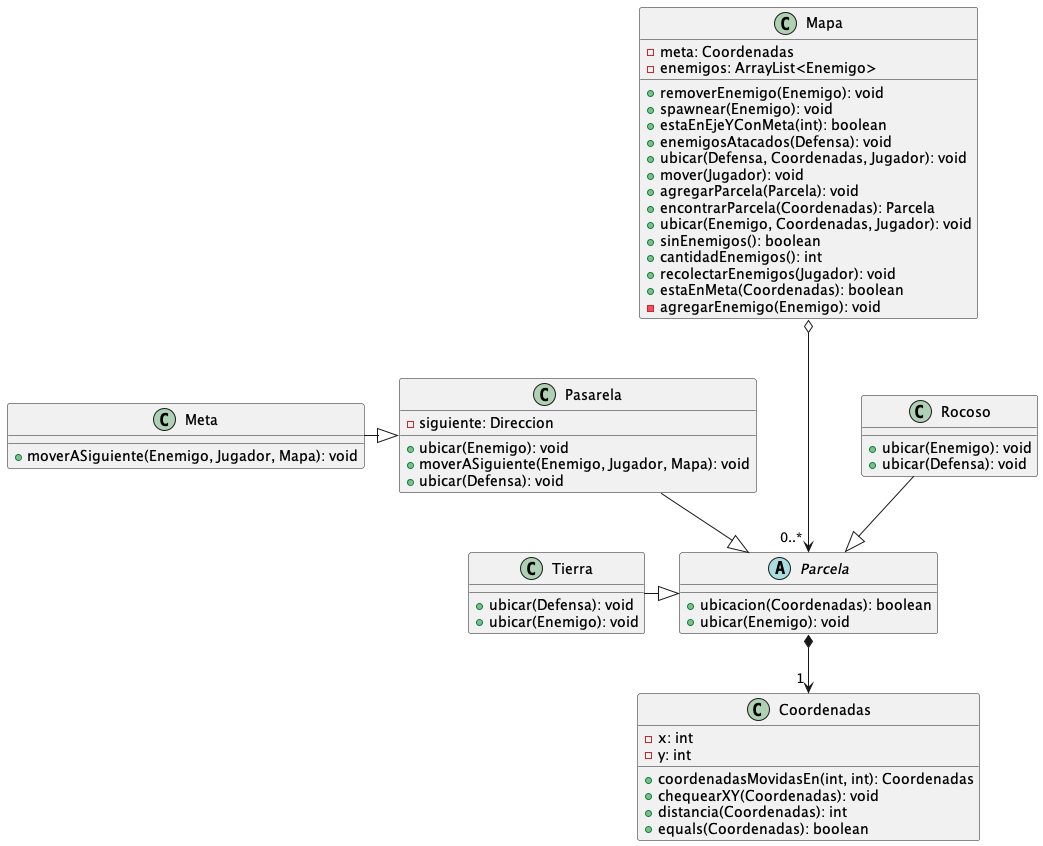 C Mapa
meta: Coordenadas
enemigos: ArrayList<Enemigo>
removerEnemigo(Enemigo): void
spawnear(Enemigo): void
estaEnEjeYConMeta(int): boolean
enemigosAtacados(Defensa): void
ubicar(Defensa, Coordenadas, Jugador): void
mover(Jugador): void
agregarParcela(Parcela): void
encontrarParcela(Coordenadas): Parcela
ubicar(Enemigo, Coordenadas, Jugador): void
sinEnemigos(): boolean
cantidadEnemigos(): int
recolectarEnemigos(Jugador): void
estaEnMeta(Coordenadas): boolean
agregarEnemigo(Enemigo): void
C Meta
moverASiguiente(Enemigo, Jugador, Mapa): void
C Pasarela
siguiente: Direccion
ubicar(Enemigo): void
moverASiguiente(Enemigo, Jugador, Mapa): void
ubicar(Defensa): void
C Rocoso
ubicar(Enemigo): void
ubicar(Defensa): void
0..*
C Tierra
ubicar(Defensa): void
ubicar(Enemigo): void
A Parcela
ubicacion(Coordenadas): boolean
ubicar(Enemigo): void
1
C Coordenadas
x: int
y: int
coordenadasMovidasEn(int, int): Coordenadas
chequearXY(Coordenadas): void
distancia(Coordenadas): int
equals(Coordenadas): boolean